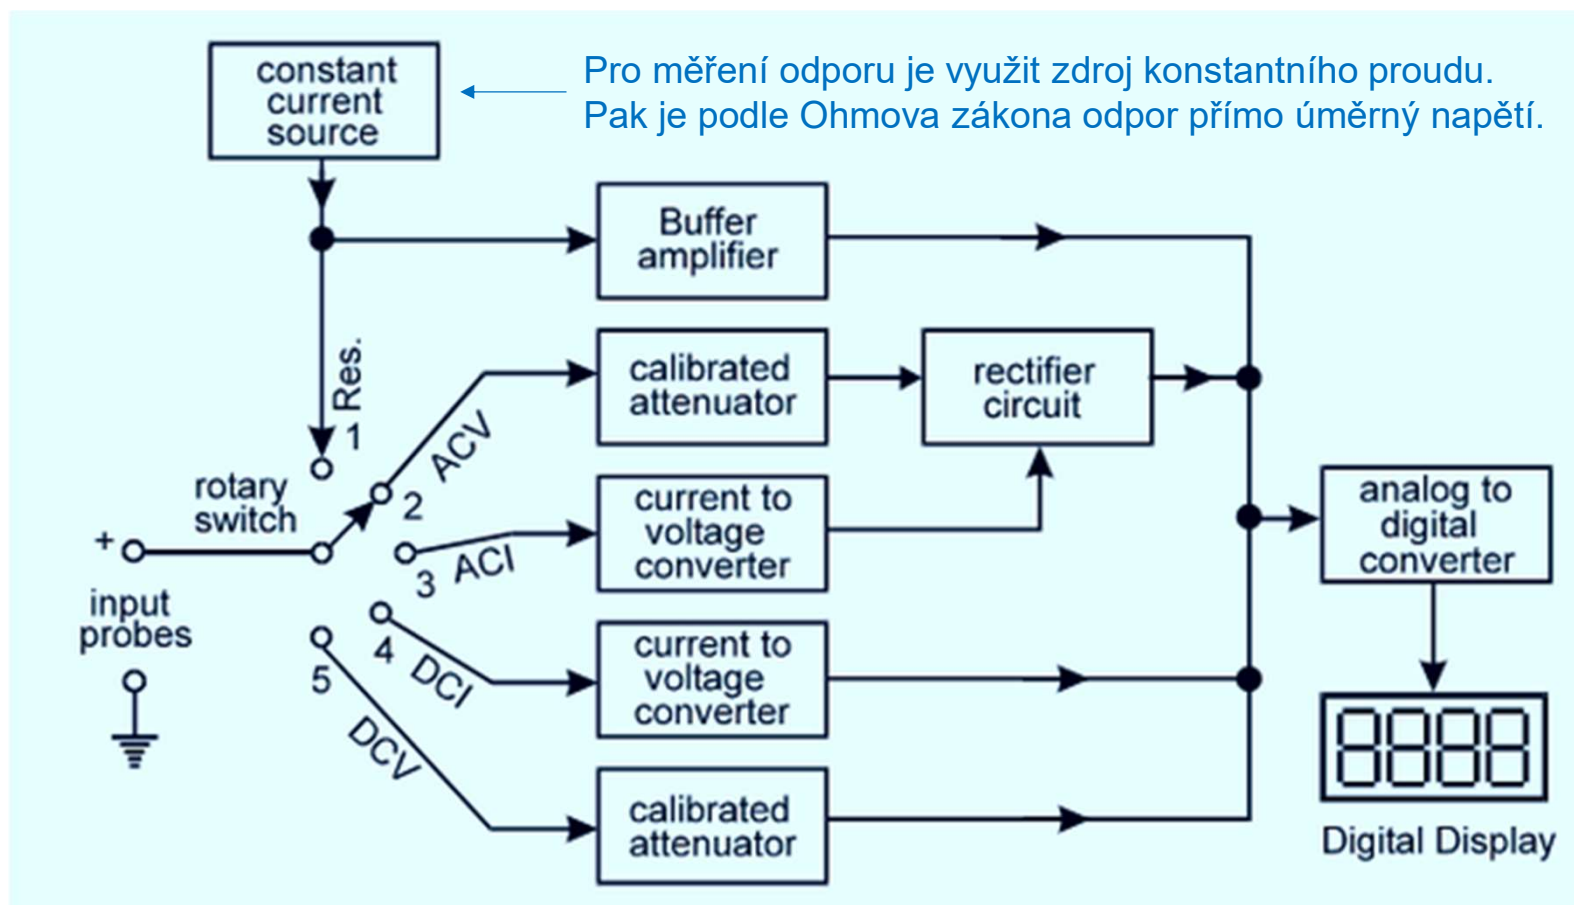 constant
current
source
Pro měření odporu je využit zdroj konstantního proudu.
Pak je podle Ohmova zákona odpor přímo úměrný napětí.
Buffer
amplifier
Res.
1
ACV
2
calibrated
attenuator
rectifier
circuit
rotary
switch
+
input
probes
3
ACI
current to
voltage
converter
analog to
digital
converter
4
DCI
current to
voltage
converter
5
DCV
calibrated
attenuator
8888
Digital Display